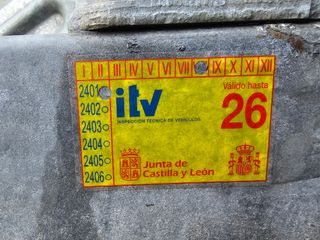 I II III IV V VI VII IX X XI XII
2401
2402
2403
2404
2405
2406
itv
INSPECCIÓN TÉCNICA DE VEHÍCULOS
Válido hasta
26
Junta de
Castilla y León